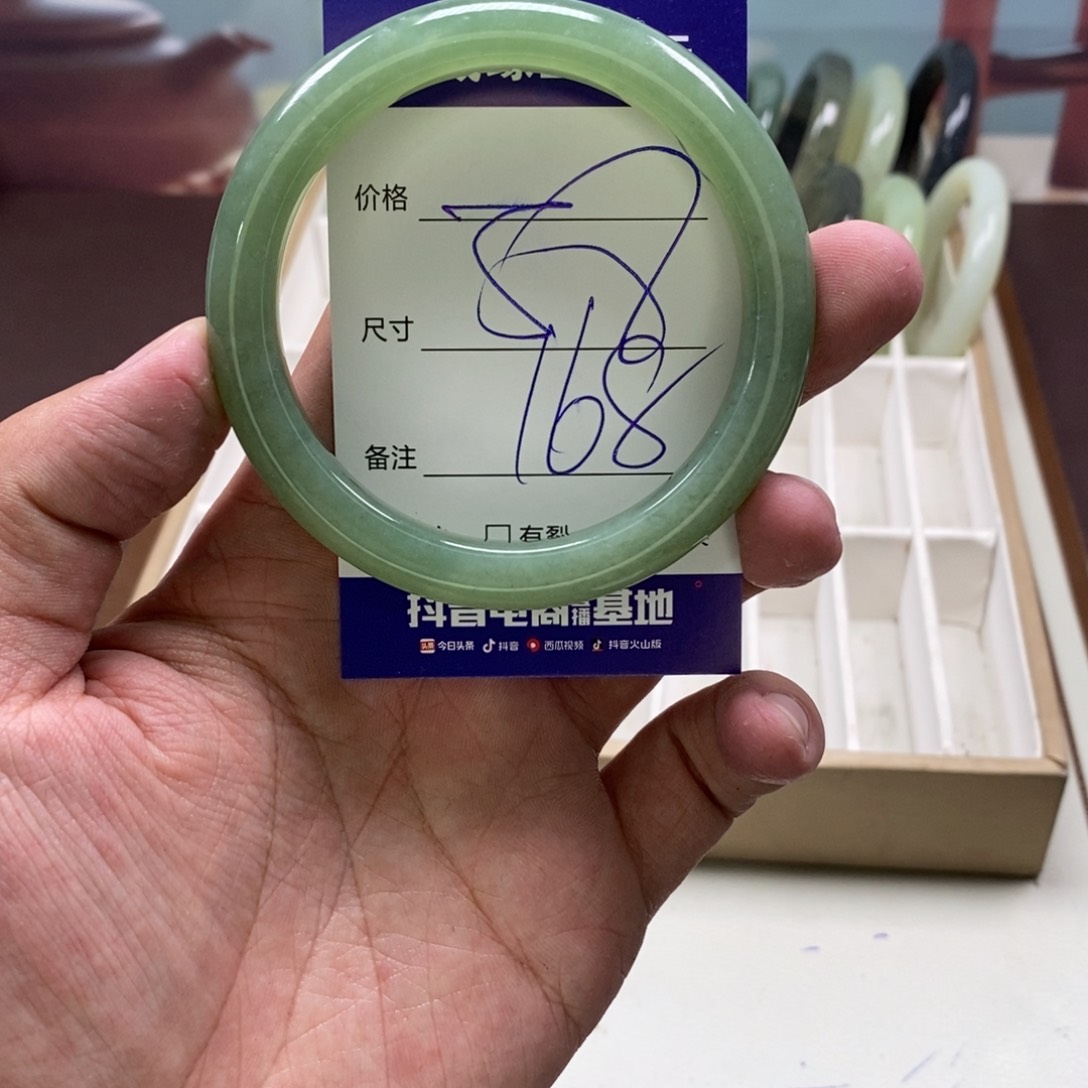 价格
58
尺寸
168
备注
口有裂
抖音电商直播基地
今日头条 抖音 西瓜视频 抖音火山版